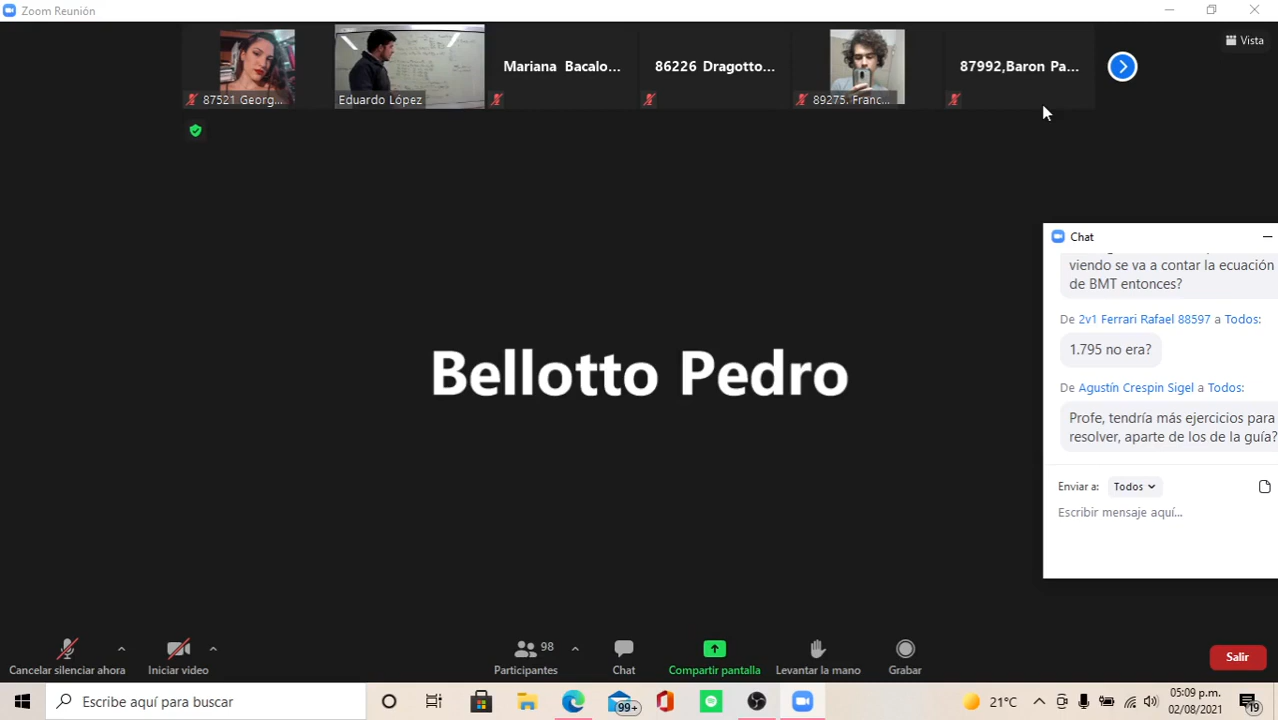 Zoom Reunión
Vista
87521 Georg...
Eduardo López
Mariana Bacalo...
86226 Dragotto...
89275. Franc...
87992,Baron Pa...
Chat
viendo se va a contar la ecuación
de BMT entonces?
De 2v1 Ferrari Rafael 88597 a Todos:
1.795 no era?
De Agustín Crespin Sigel a Todos:
Profe, tendría más ejercicios para
resolver, aparte de los de la guía?
Enviar a: Todos
Escribir mensaje aquí...
Bellotto Pedro
Cancelar silenciar ahora
Iniciar video
98
Participantes
Chat
Compartir pantalla
Levantar la mano
Grabar
Salir
Escribe aquí para buscar
99+
21°C
05:09 p.m.
02/08/2021
19